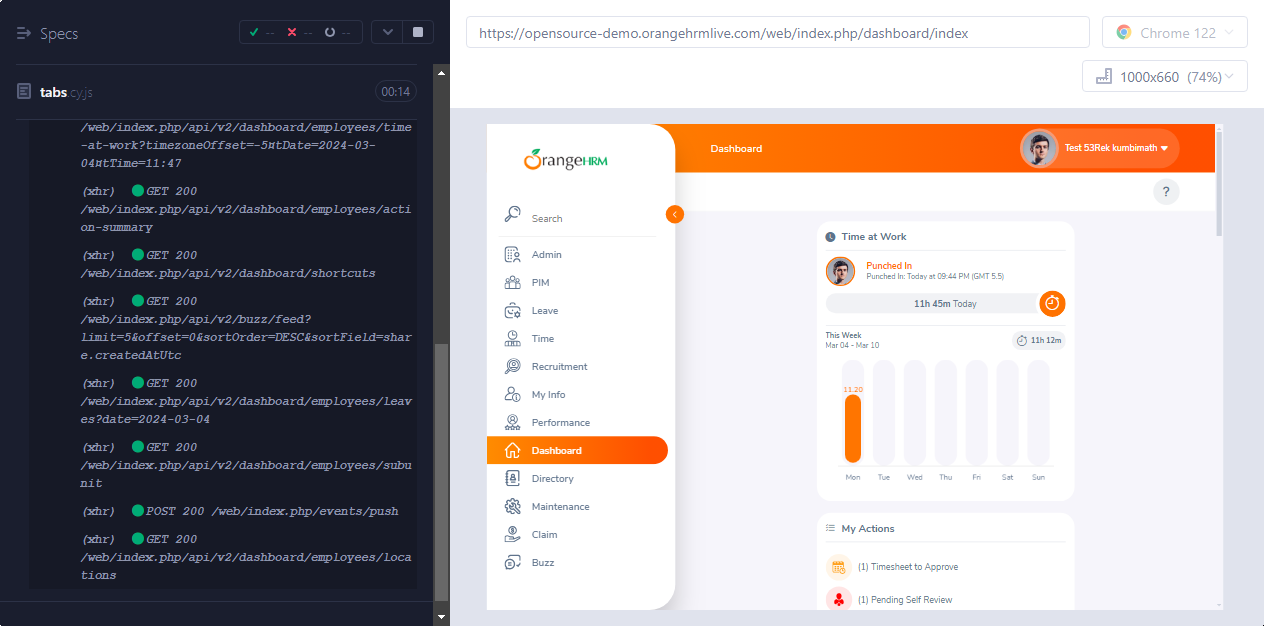 Specs
-- -- --
tabs.cy.js
00:14
/web/index.php/api/v2/dashboard/employees/time
-at-work?timezoneOffset=-5¤tDate=2024-03-
04¤tTime=11:47
(xhr) GET 200
/web/index.php/api/v2/dashboard/employees/acti
on-summary
(xhr) GET 200
/web/index.php/api/v2/dashboard/shortcuts
(xhr) GET 200
/web/index.php/api/v2/buzz/feed?
limit=5&offset=0&sortOrder=DESC&sortField=shar
e.createdAtUtc
(xhr) GET 200
/web/index.php/api/v2/dashboard/employees/leav
es?date=2024-03-04
(xhr) GET 200
/web/index.php/api/v2/dashboard/employees/subu
nit
(xhr) POST 200 /web/index.php/events/push
(xhr) GET 200
/web/index.php/api/v2/dashboard/employees/loca
tions
https://opensource-demo.orangehrmlive.com/web/index.php/dashboard/index
Chrome 122
1000x660 (74%)
OrangeHRM
Search
Admin
PIM
Leave
Time
Recruitment
My Info
Performance
Dashboard
Directory
Maintenance
Claim
Buzz
Dashboard
Test 53Rek kumbimath
?
Time at Work
Punched In
Punched In: Today at 09:44 PM (GMT 5.5)
11h 45m Today
This Week
Mar 04 - Mar 10
11h 12m
11.20
Mon Tue Wed Thu Fri Sat Sun
My Actions
(1) Timesheet to Approve
(1) Pending Self Review